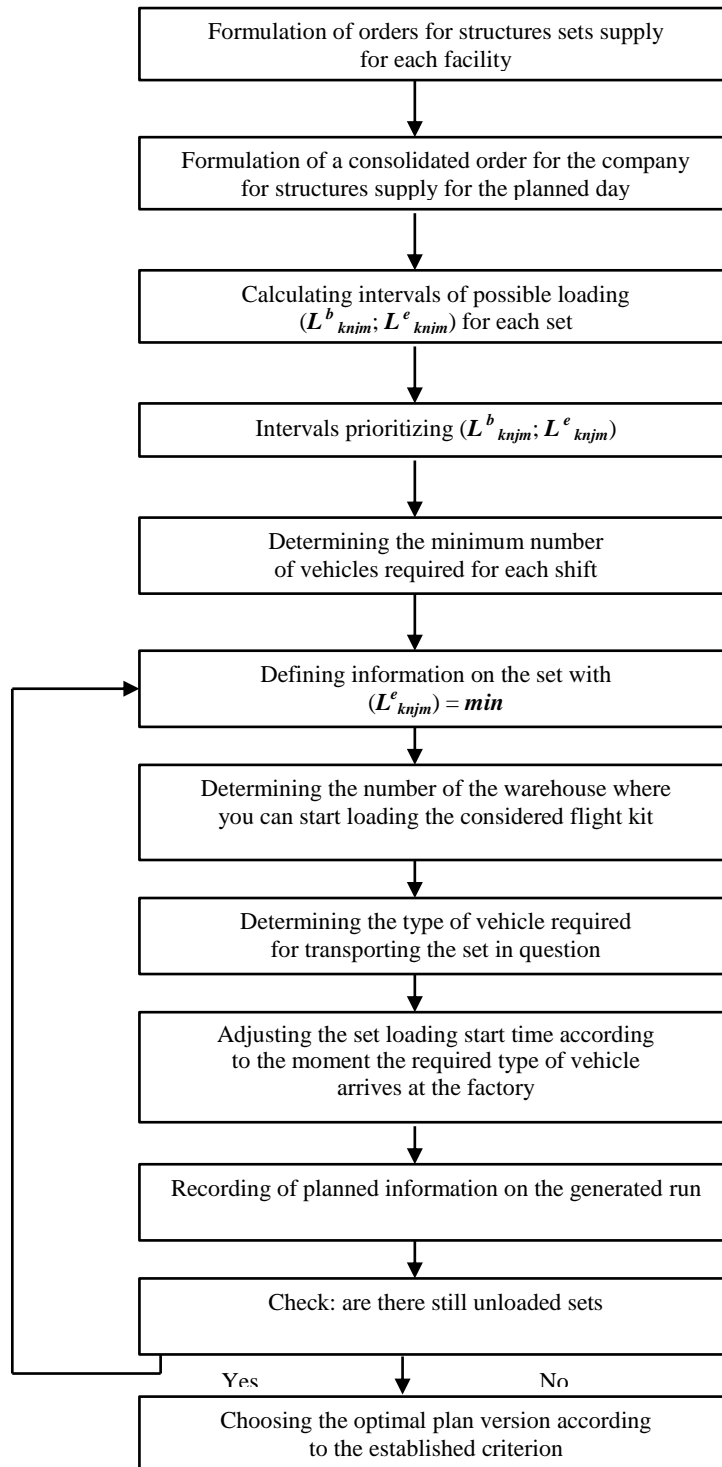 Formulation of orders for structures sets supply
for each facility
Formulation of a consolidated order for the company
for structures supply for the planned day
Calculating intervals of possible loading
(L^b knjm; L^e knjm) for each set
Intervals prioritizing (L^b knjm; L^e knjm)
Determining the minimum number
of vehicles required for each shift
Defining information on the set with
(L^e knjm) = min
Determining the number of the warehouse where
you can start loading the considered flight kit
Determining the type of vehicle required
for transporting the set in question
Adjusting the set loading start time according
to the moment the required type of vehicle
arrives at the factory
Recording of planned information on the generated run
Check: are there still unloaded sets
Yes No
Choosing the optimal plan version according
to the established criterion